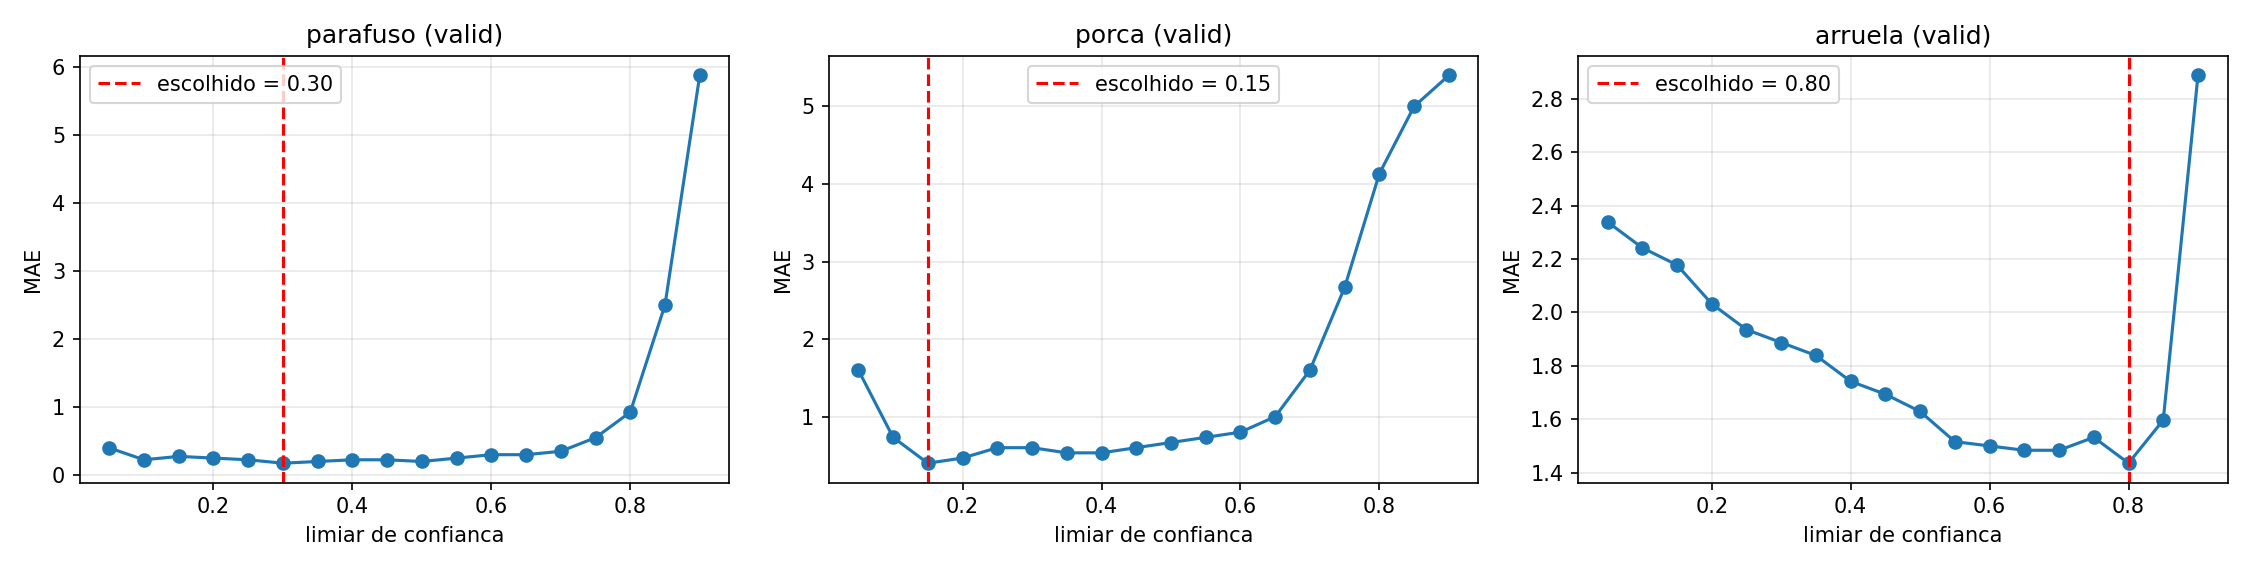 parafuso (valid)
escolhido = 0.30
6
5
4
3
2
1
0
MAE
0.2 0.4 0.6 0.8
limiar de confianca
porca (valid)
escolhido = 0.15
5
4
3
2
1
MAE
0.2 0.4 0.6 0.8
limiar de confianca
arruela (valid)
escolhido = 0.80
2.8
2.6
2.4
2.2
2.0
1.8
1.6
1.4
MAE
0.2 0.4 0.6 0.8
limiar de confianca